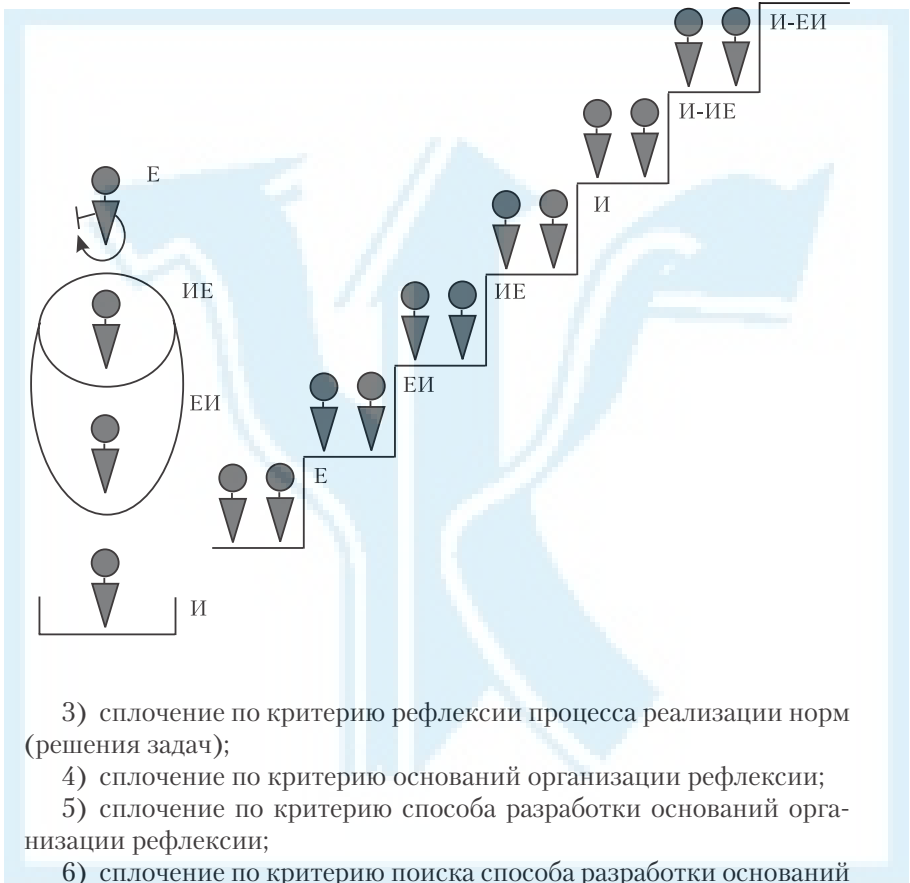 И-ЕИ
И-ИЕ
И
ИЕ
ЕИ
Е
Е
ИЕ
ЕИ
И
3) сплочение по критерию рефлексии процесса реализации норм
(решения задач);
4) сплочение по критерию оснований организации рефлексии;
5) сплочение по критерию способа разработки оснований орга-
низации рефлексии;
6) сплочение по критерию поиска способа разработки оснований